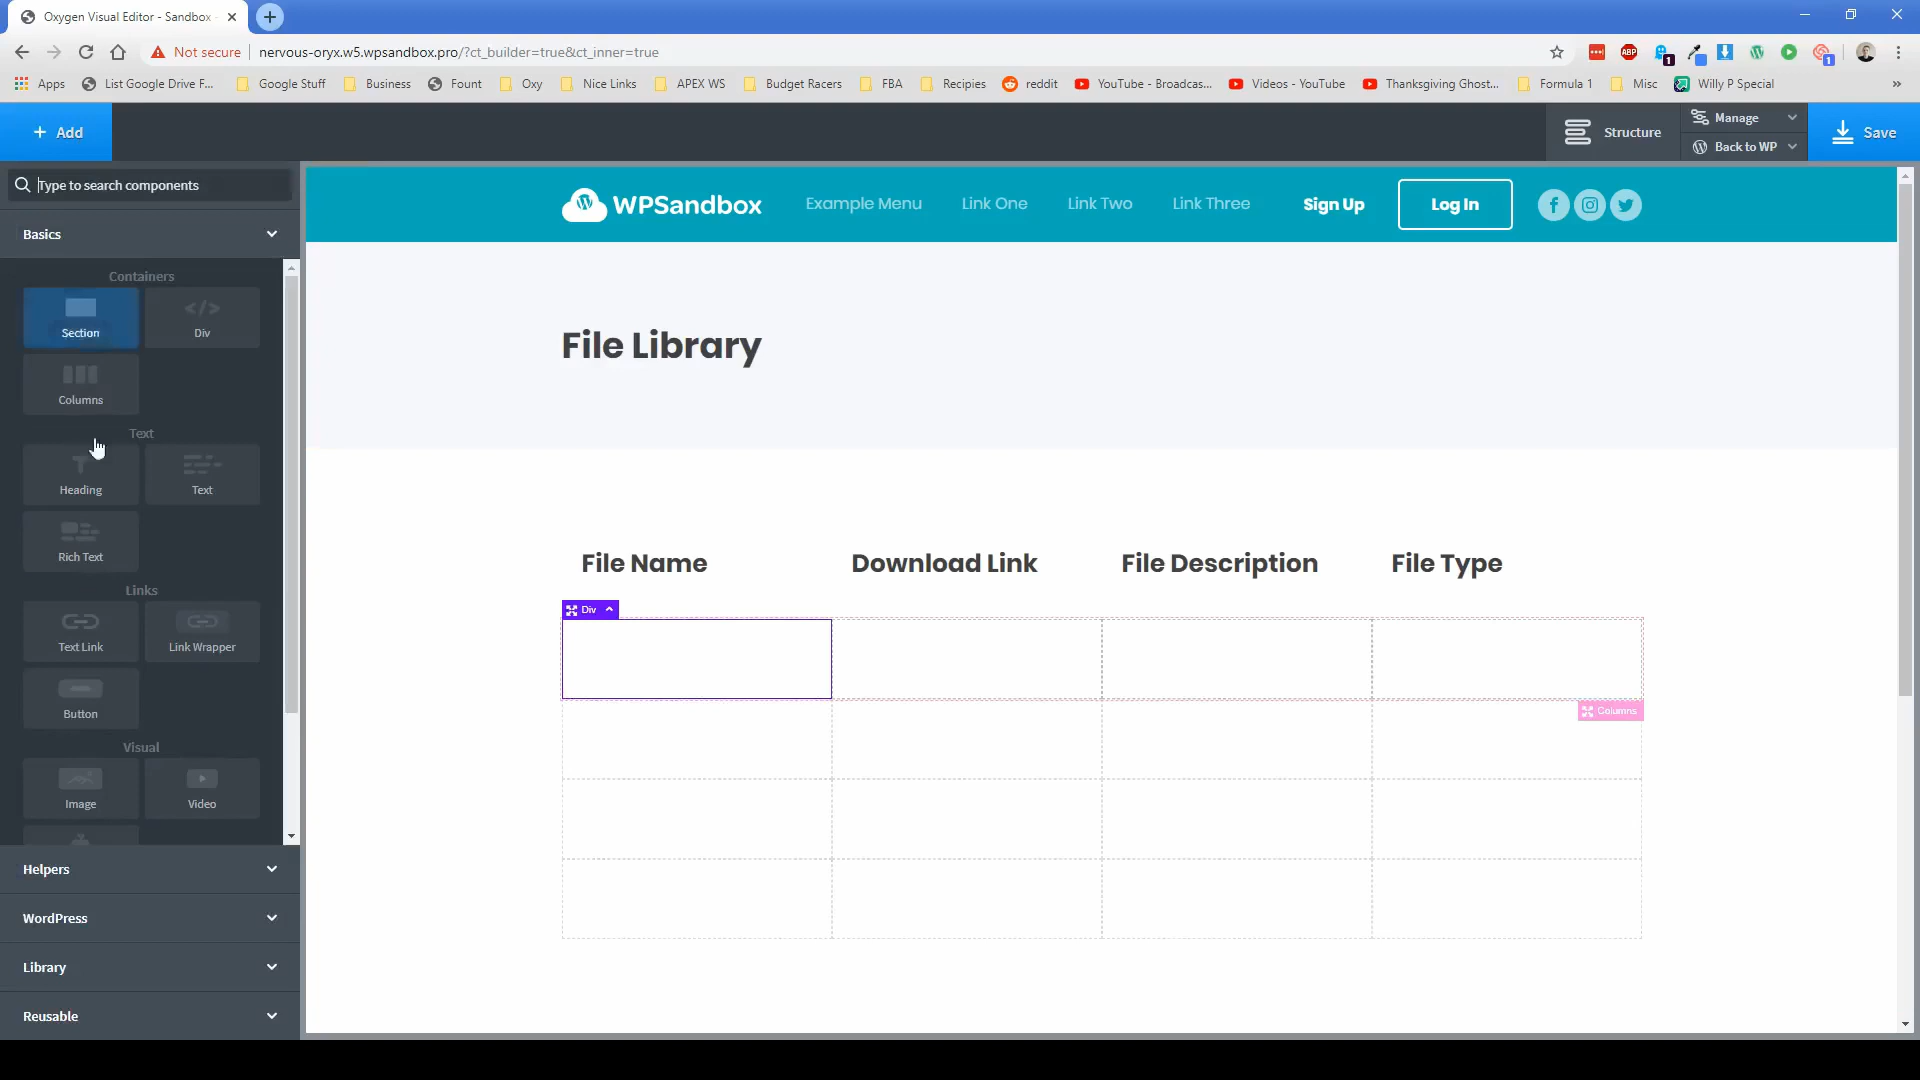 Oxygen Visual Editor - Sandbox -
Not secure
nervous-oryx.w5.wpsandbox.pro/?ct_builder=true&ct_inner=true
ABP
1
1
Apps
List Google Drive F...
Google Stuff
Business
Fount
Oxy
Nice Links
APEX WS
Budget Racers
FBA
Recipies
reddit
YouTube - Broadcas...
Videos - YouTube
Thanksgiving Ghost...
Formula 1
Misc
Willy P Special
»
+ Add
Structure
Manage
Back to WP
Save
Type to search components
Basics
Containers
Section
</>
Div
Columns
Text
Heading
Text
Rich Text
Links
Text Link
Link Wrapper
Button
Visual
Image
Video
Helpers
WordPress
Library
Reusable
WPSandbox
Example Menu
Link One
Link Two
Link Three
Sign Up
Log In
File Library
File Name
Download Link
File Description
File Type
Div
Columns